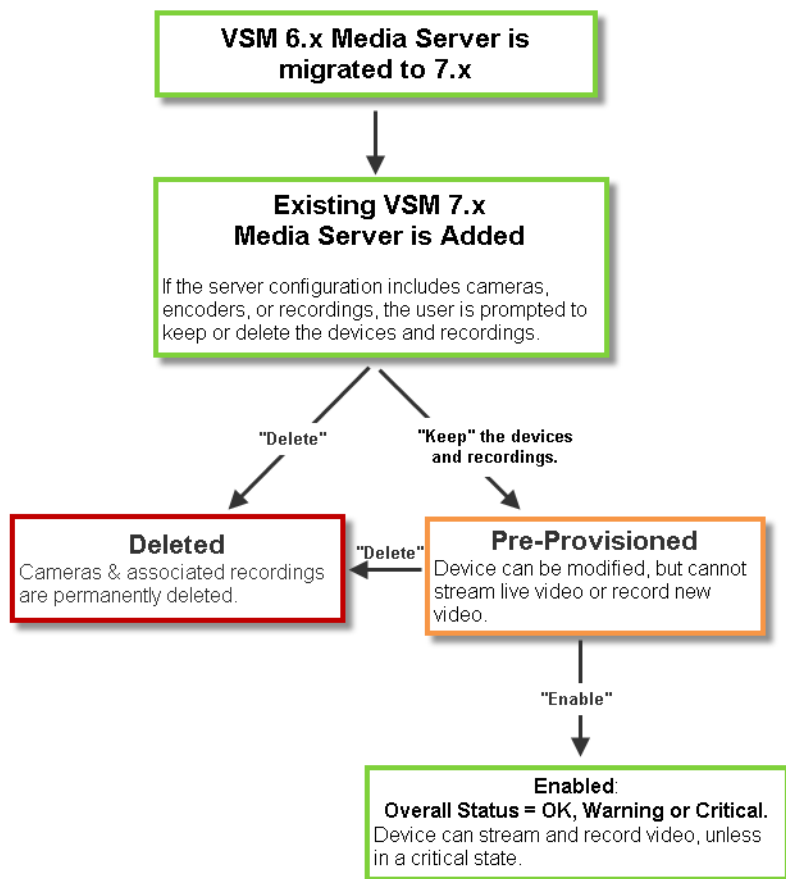 VSM 6.x Media Server is
migrated to 7.x
Existing VSM 7.x
Media Server is Added
If the server configuration includes cameras,
encoders, or recordings, the user is prompted to
keep or delete the devices and recordings.
"Delete"
"Keep" the devices
and recordings.
Deleted
Cameras & associated recordings
are permanently deleted.
"Delete"
Pre-Provisioned
Device can be modified, but cannot
stream live video or record new
video.
"Enable"
Enabled:
Overall Status = OK, Warning or Critical.
Device can stream and record video, unless
in a critical state.